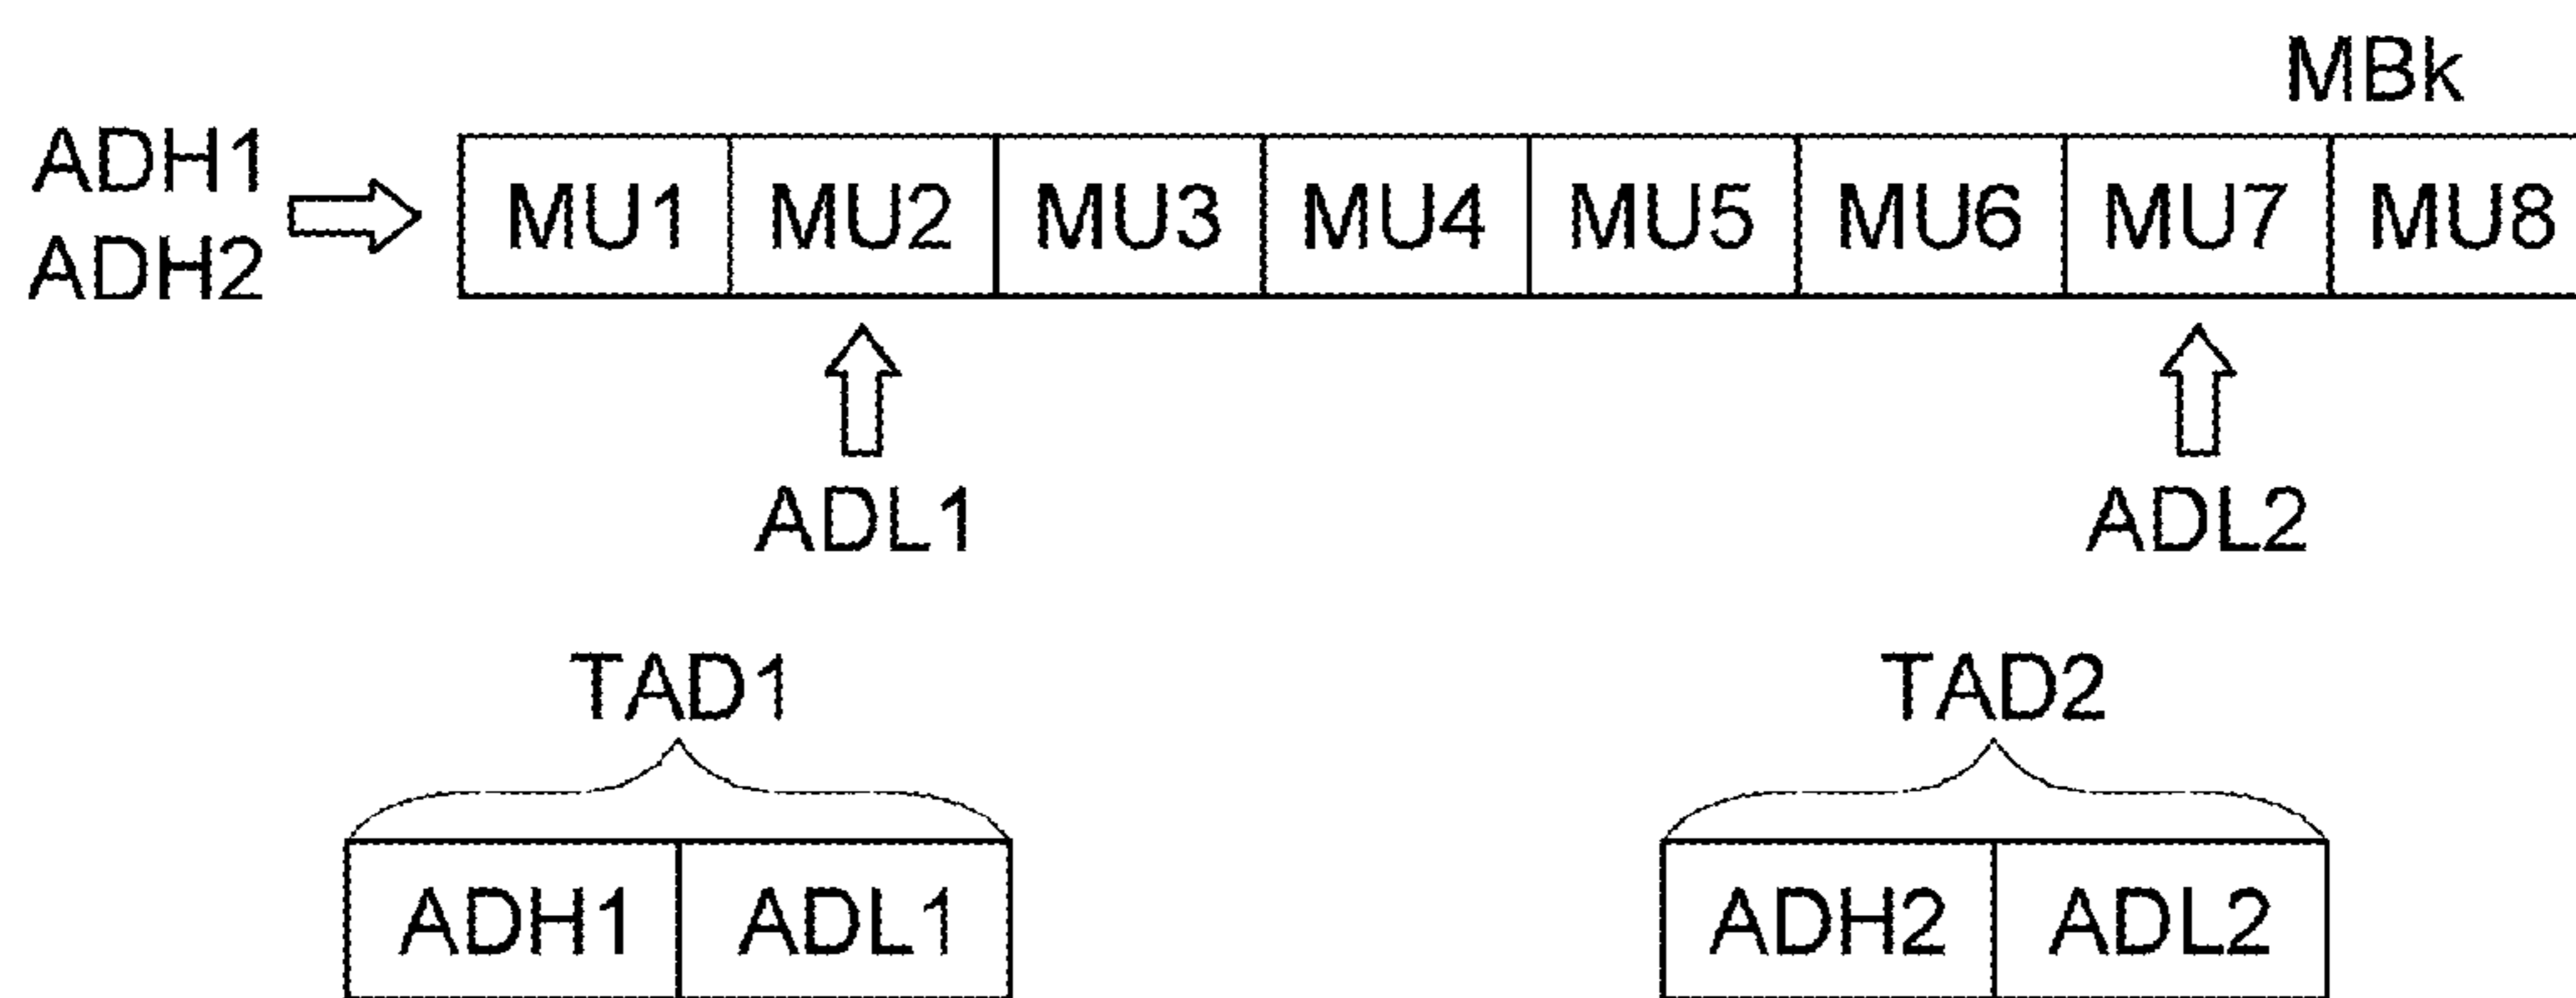 MBk
ADH1
ADH2
MU1 MU2 MU3 MU4 MU5 MU6 MU7 MU8
ADL1 ADL2
TAD1 TAD2
ADH1 ADL1 ADH2 ADL2